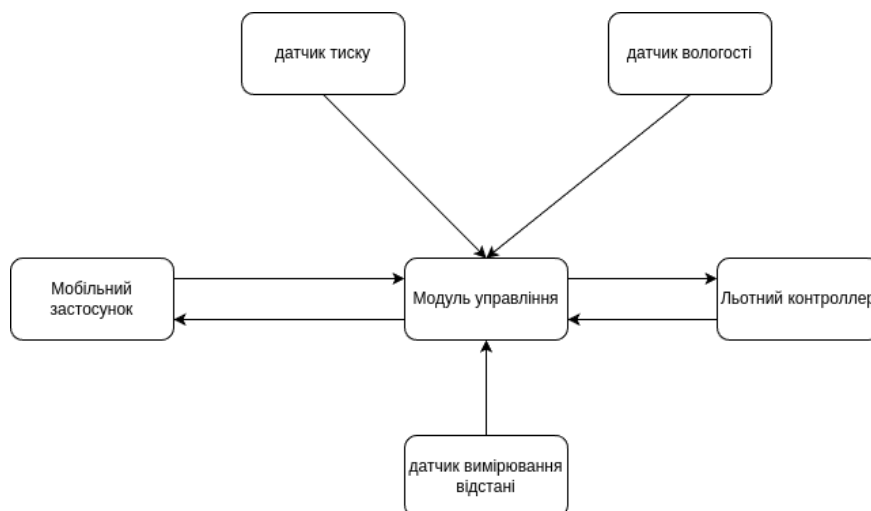 датчик тиску
датчик вологості
Мобільний
застосунок
Модуль управління
Льотний контроллер
датчик вимірювання
відстані